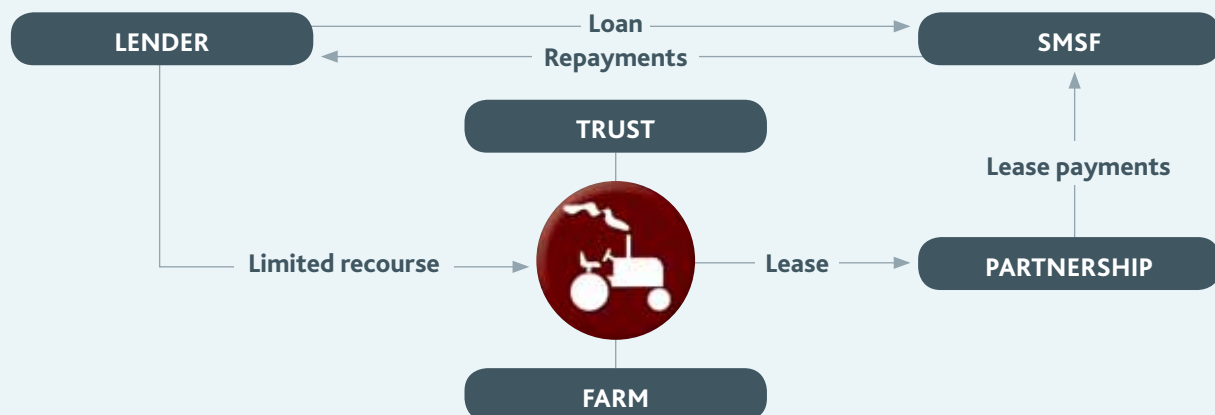 LENDER
Loan
Repayments
SMSF
TRUST
Lease payments
Limited recourse
Lease
PARTNERSHIP
FARM